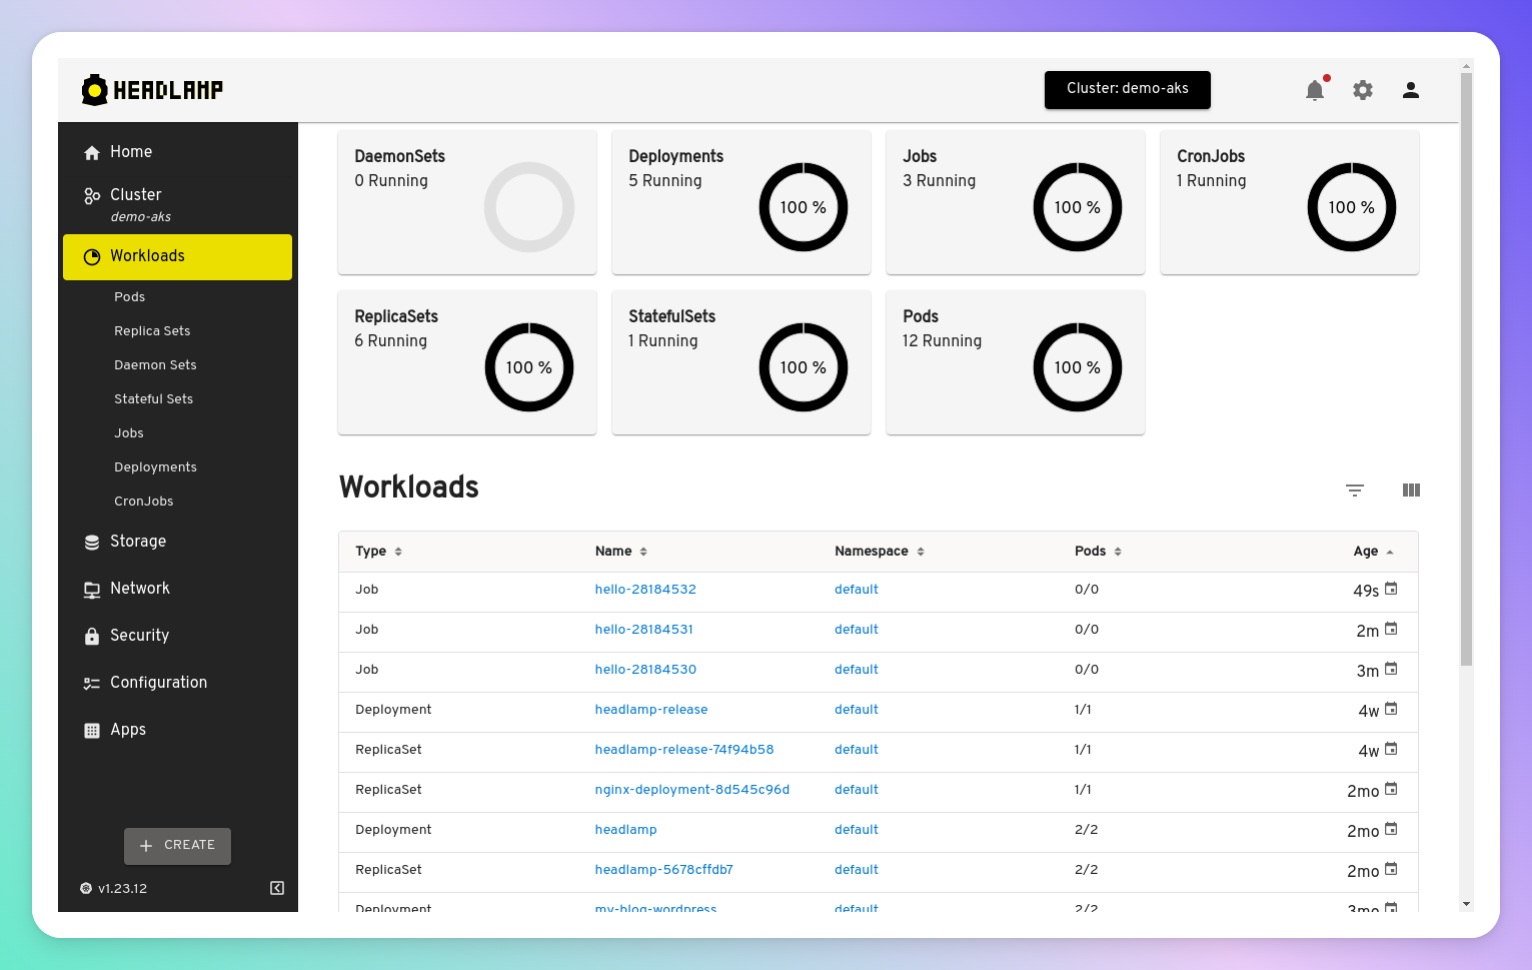 HEADLAMP
Cluster: demo-aks
Home
Cluster
demo-aks
Workloads
Pods
Replica Sets
Daemon Sets
Stateful Sets
Jobs
Deployments
CronJobs
Storage
Network
Security
Configuration
Apps
CREATE
v1.23.12
DaemonSets
0 Running
Deployments
5 Running
100 %
Jobs
3 Running
100 %
CronJobs
1 Running
100 %
ReplicaSets
6 Running
100 %
StatefulSets
1 Running
100 %
Pods
12 Running
100 %
Workloads
Type Name Namespace Pods Age
Job hello-28184532 default 0/0 49s
Job hello-28184531 default 0/0 2m
Job hello-28184530 default 0/0 3m
Deployment headlamp-release default 1/1 4w
ReplicaSet headlamp-release-74f94b58 default 1/1 4w
ReplicaSet nginx-deployment-8d545c96d default 1/1 2mo
Deployment headlamp default 2/2 2mo
ReplicaSet headlamp-5678cffdb7 default 2/2 2mo
Deployment my-blog-wordpress default 2/2 3mo